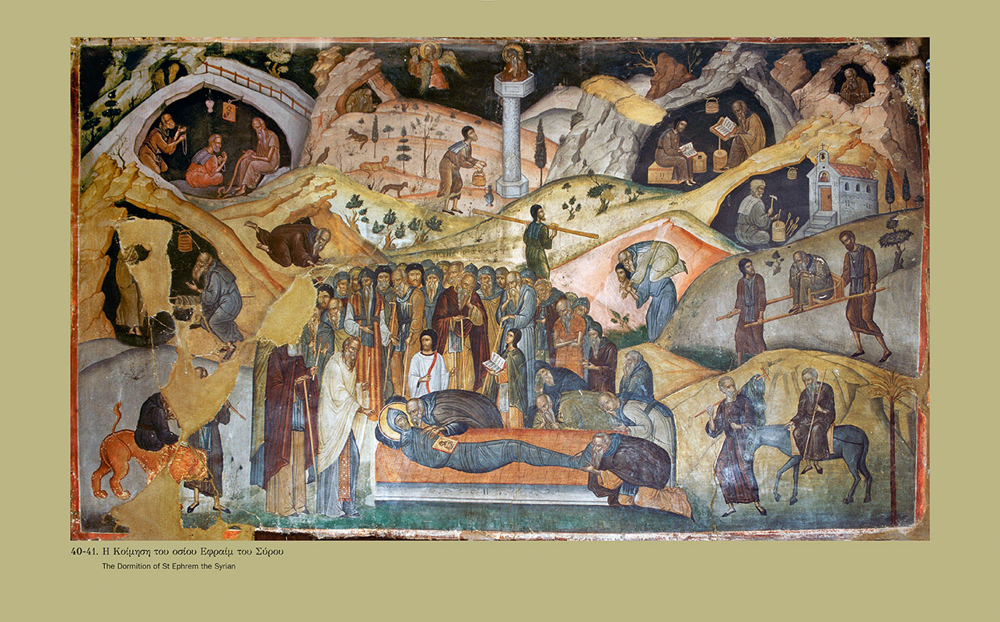 40-41. Η Κοίμηση του οσίου Εφραίμ του Σύρου
The Dormition of St Ephrem the Syrian